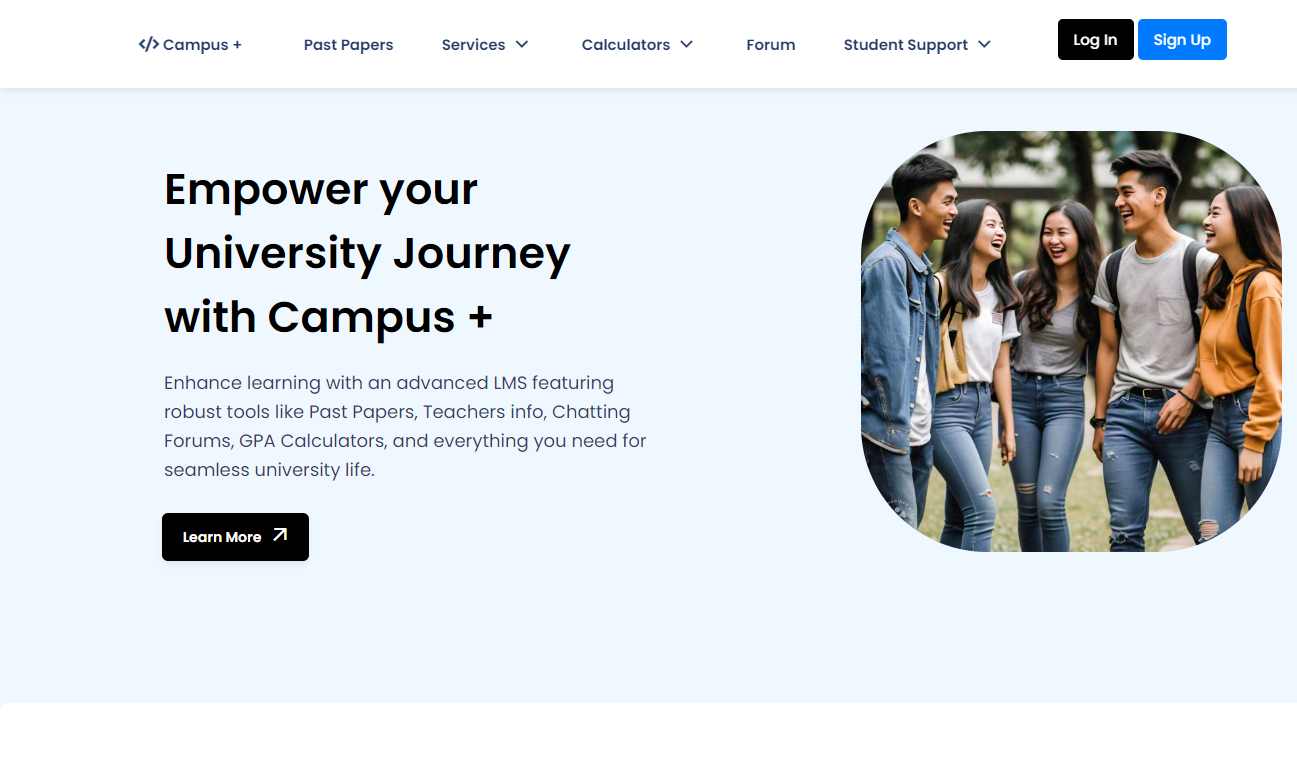 </> Campus +
Past Papers
Services
Calculators
Forum
Student Support
Log In
Sign Up
Empower your
University Journey
with Campus +
Enhance learning with an advanced LMS featuring
robust tools like Past Papers, Teachers info, Chatting
Forums, GPA Calculators, and everything you need for
seamless university life.
Learn More